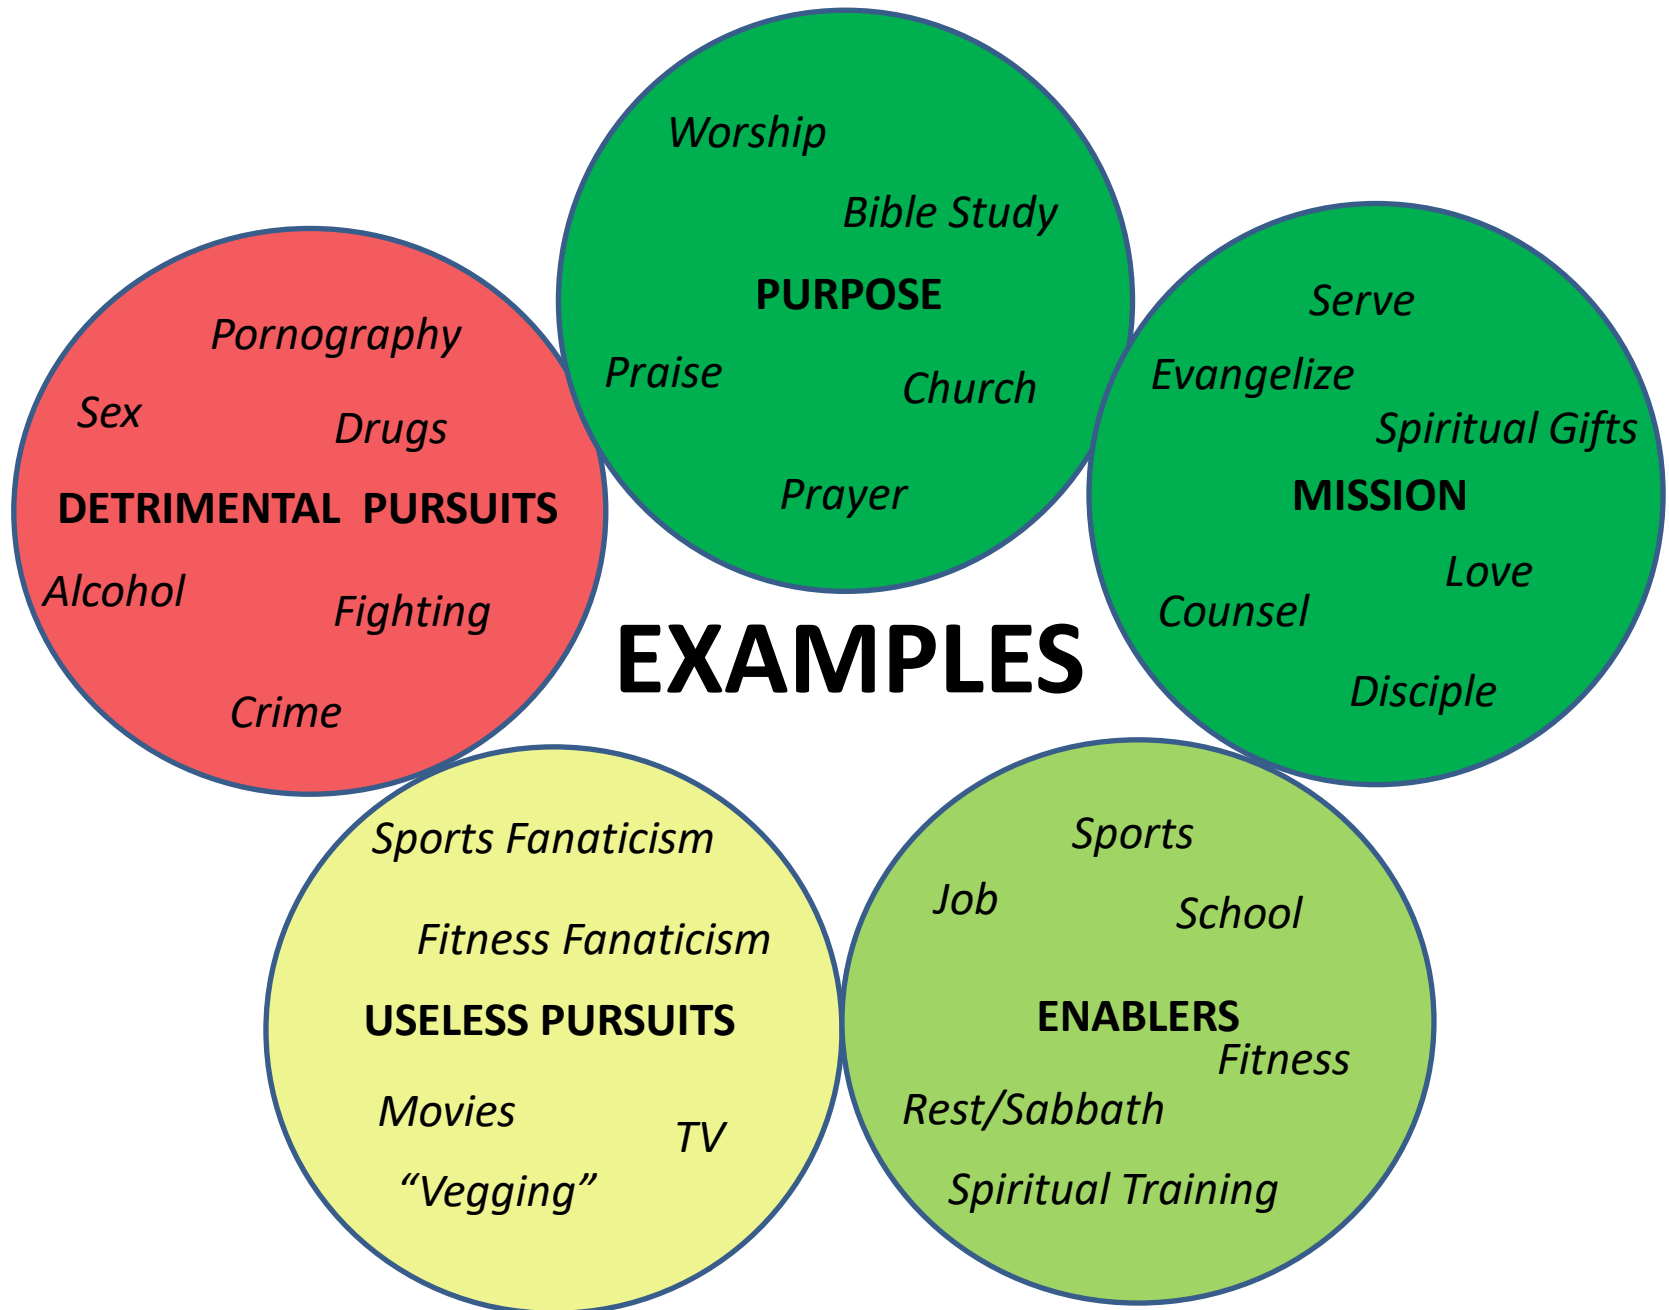 Worship
Bible Study
PURPOSE
Praise
Church
Prayer
Serve
Evangelize
Spiritual Gifts
MISSION
Love
Counsel
Disciple
Pornography
Sex
Drugs
DETRIMENTAL PURSUITS
Alcohol
Fighting
Crime
EXAMPLES
Sports Fanaticism
Fitness Fanaticism
USELESS PURSUITS
Movies
TV
“Vegging”
Sports
Job
School
ENABLERS
Fitness
Rest/Sabbath
Spiritual Training